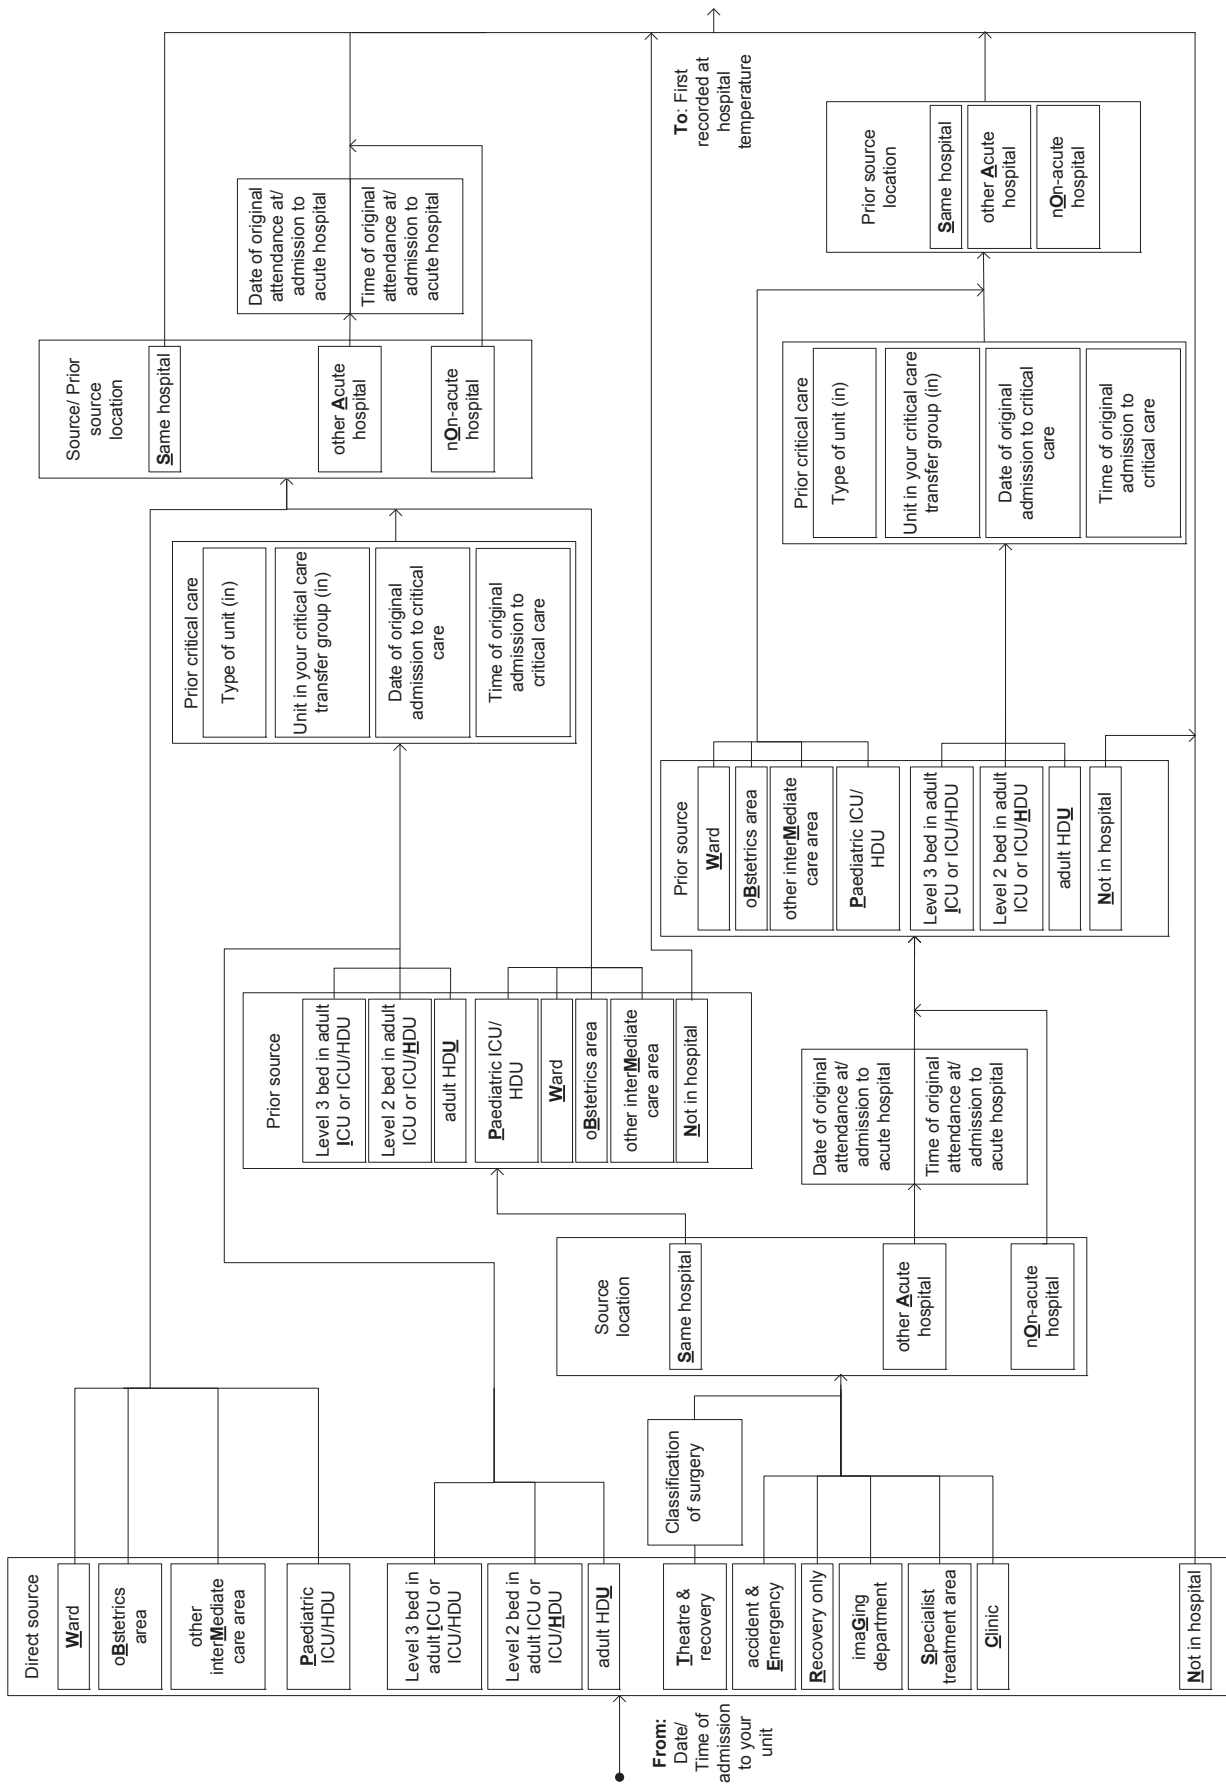 From:
Date/
Time of
admission
to your
unit
Direct source
Ward
oBstetrics
area
other
interMediate
care area
Paediatric
ICU/HDU
Level 3 bed in
adult ICU or
ICU/HDU
Level 2 bed in
adult ICU or
ICU/HDU
adult HDU
Theatre &
recovery
accident &
Emergency
Recovery only
imaGing
department
Specialist
treatment area
Clinic
Not in hospital
Classification
of surgery
Source
location
Same hospital
other Acute
hospital
nOn-acute
hospital
Prior source
Level 3 bed in adult
ICU or ICU/HDU
Level 2 bed in adult
ICU or ICU/HDU
adult HDU
Paediatric ICU/
HDU
Ward
oBstetrics area
other interMediate
care area
Not in hospital
Date of original
attendance at/
admission to
acute hospital
Time of original
attendance at/
admission to
acute hospital
Prior critical care
Type of unit (in)
Unit in your critical care
transfer group (in)
Date of original
admission to critical
care
Time of original
admission to
critical care
Prior source
Ward
oBstetrics area
other interMediate
care area
Paediatric ICU/
HDU
Level 3 bed in adult
ICU or ICU/HDU
Level 2 bed in adult
ICU or ICU/HDU
adult HDU
Not in hospital
Source/ Prior
source
location
Same hospital
other Acute
hospital
nOn-acute
hospital
Prior critical care
Type of unit (in)
Unit in your critical care
transfer group (in)
Date of original
admission to critical
care
Time of original
admission to
critical care
Date of original
attendance at/
admission to
acute hospital
Time of original
attendance at/
admission to
acute hospital
Prior source
location
Same hospital
other Acute
hospital
nOn-acute
hospital
To: First
recorded at
hospital
temperature